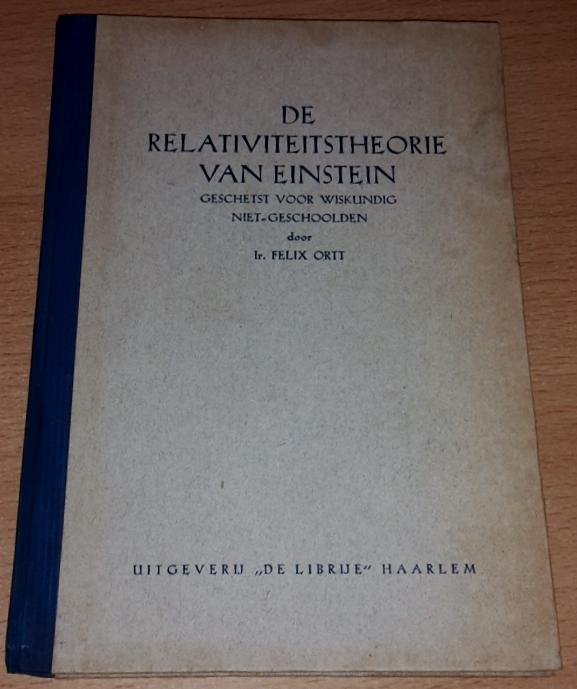 DE
RELATIVITEITSTHEORIE
VAN EINSTEIN
GESCHETST VOOR WISKUNDIG
NIET-GESCHOOLDEN
door
Ir. FELIX ORTT
UITGEVERIJ „DE LIBRIJE" HAARLEM